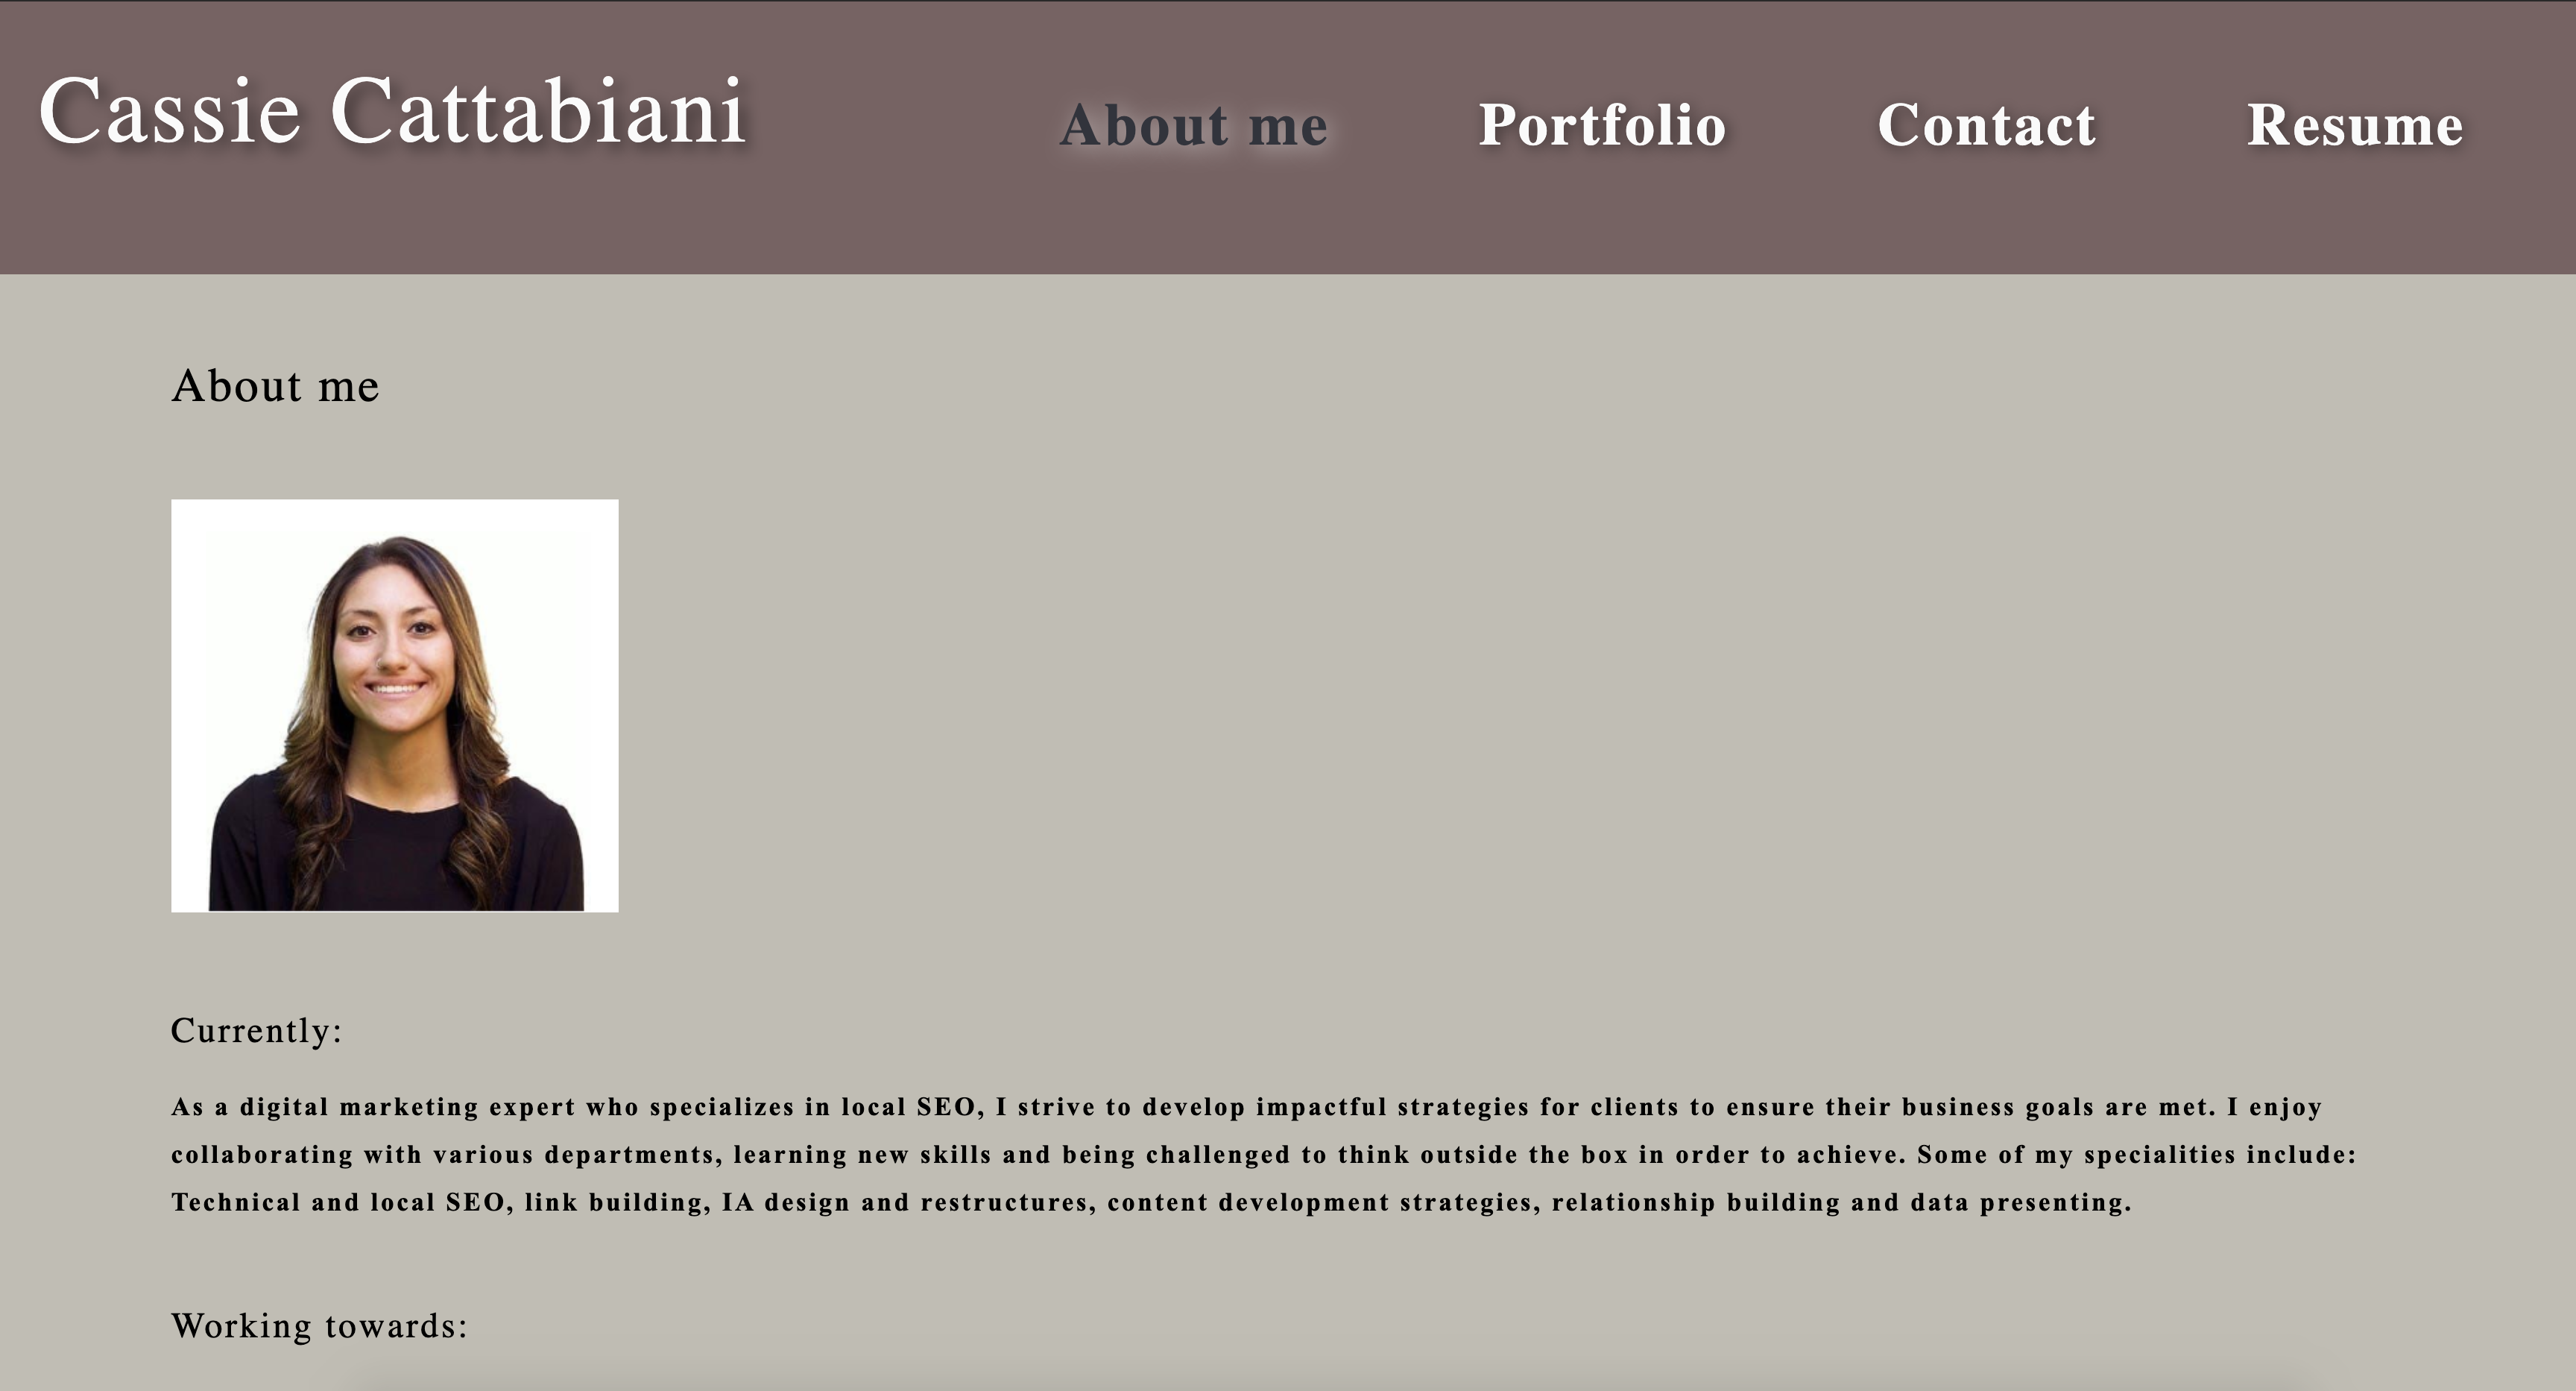 Cassie Cattabiani
About me Portfolio Contact Resume
About me
Currently:
As a digital marketing expert who specializes in local SEO, I strive to develop impactful strategies for clients to ensure their business goals are met. I enjoy
collaborating with various departments, learning new skills and being challenged to think outside the box in order to achieve. Some of my specialities include:
Technical and local SEO, link building, IA design and restructures, content development strategies, relationship building and data presenting.
Working towards: